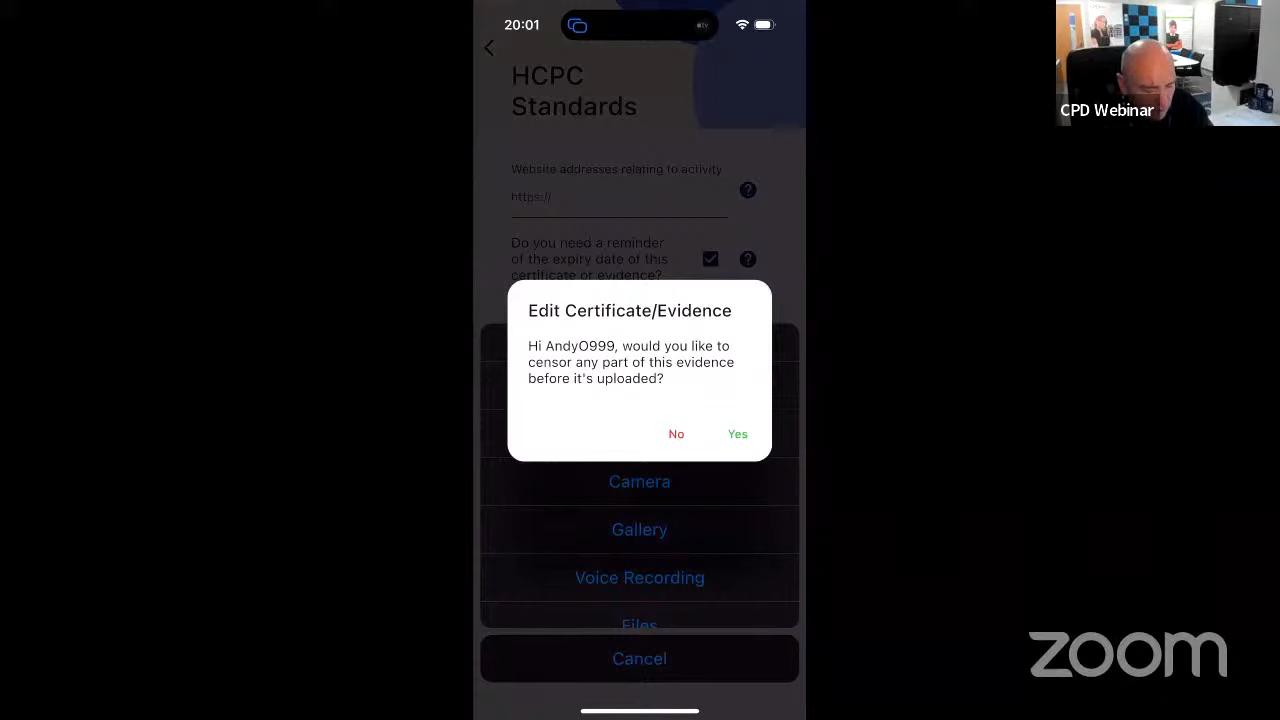 20:01
tv
HCPC
Standards
Website addresses relating to activity
https://
?
Do you need a reminder
of the expiry date of this
certificate or evidence?
?
Edit Certificate/Evidence
Hi AndyO999, would you like to
censor any part of this evidence
before it's uploaded?
No Yes
Camera
Gallery
Voice Recording
Files
Cancel
CPD Webinar
zoom